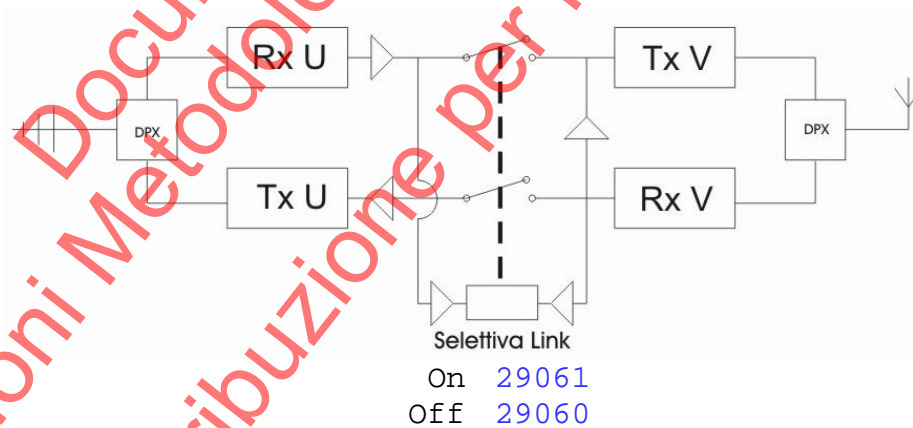 Rx U
Tx V
DPX
DPX
Tx U
Rx V
Selettiva Link
On 29061
Off 29060